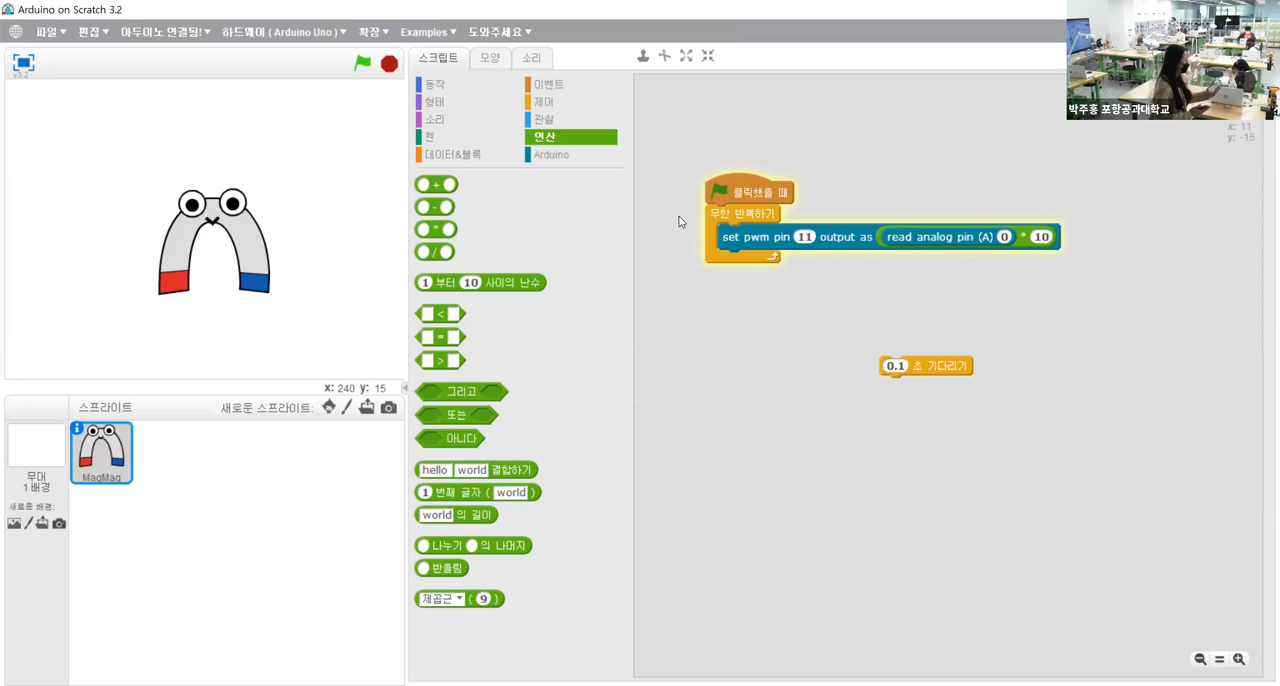 Arduino on Scratch 3.2
파일 편집 아두이노 연결됨! 하드웨어 ( Arduino Uno ) 확장 Examples 도와주세요
v3.2
스크립트 모양 소리
동작 이벤트
형태 제어
소리 관찰
펜 연산
데이터&블록 Arduino
+
-
*
/
1 부터 10 사이의 난수
<
=
>
그리고
또는
아니다
hello world 결합하기
1 번째 글자 ( world )
world 의 길이
나누기 의 나머지
반올림
제곱근 ( 9 )
x: 240 y: 15
스프라이트 새로운 스프라이트:
무대
1 배경
새로운 배경:
MagMag
클릭했을 때
무한 반복하기
set pwm pin 11 output as read analog pin (A) 0 * 10
0.1 초 기다리기
박주홍 포항공과대학교
x: 11
y: -15